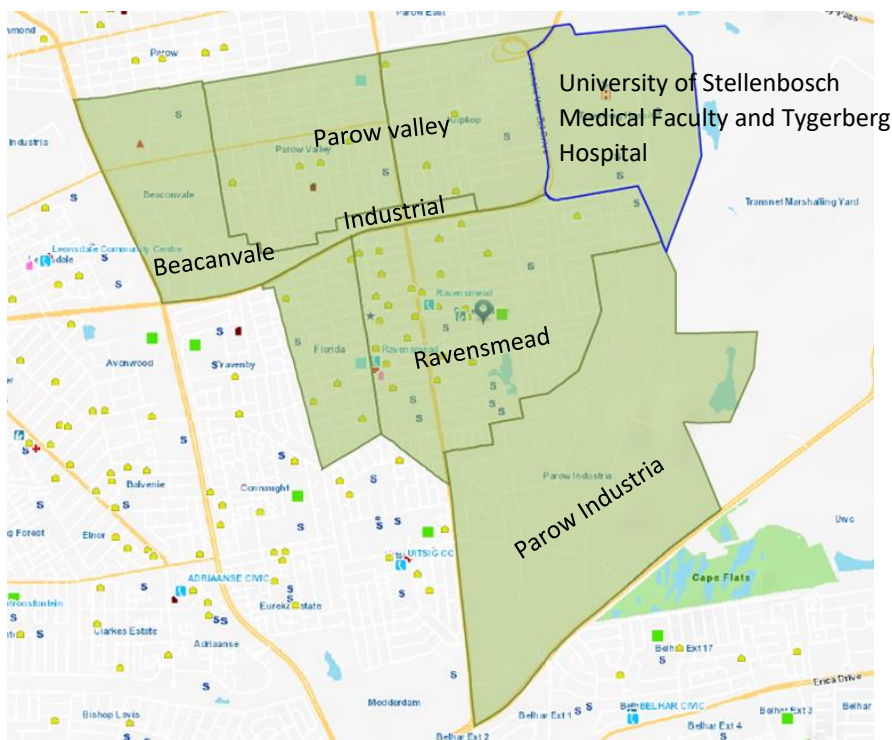 Parow East
Parow
University of Stellenbosch
Medical Faculty and Tygerberg
Hospital
Parow valley
Parow Valley
Industria
Beaconvale
Industrial
Transnet Marshalling Yard
Leonsdale Community Centre
Beacanvale
Ravensmead
Florida
Ravensmead
Ravensmead
Avonwood
Connaught
Balvenie
Parow Industria
Parow Industria
Elnor
UITSIG CC
Uwc
ADRIAANSE CIVIC
Cape Flats
Clarkes Estate
Adriaanse
Belhar Ext 17
Erica Drive
Modderdam
BELHAR CIVIC
Bishop Lavis
Belhar Ext 1
Belhar Ext 3
Belhar
Belhar Ext 2
Belhar Ext 4